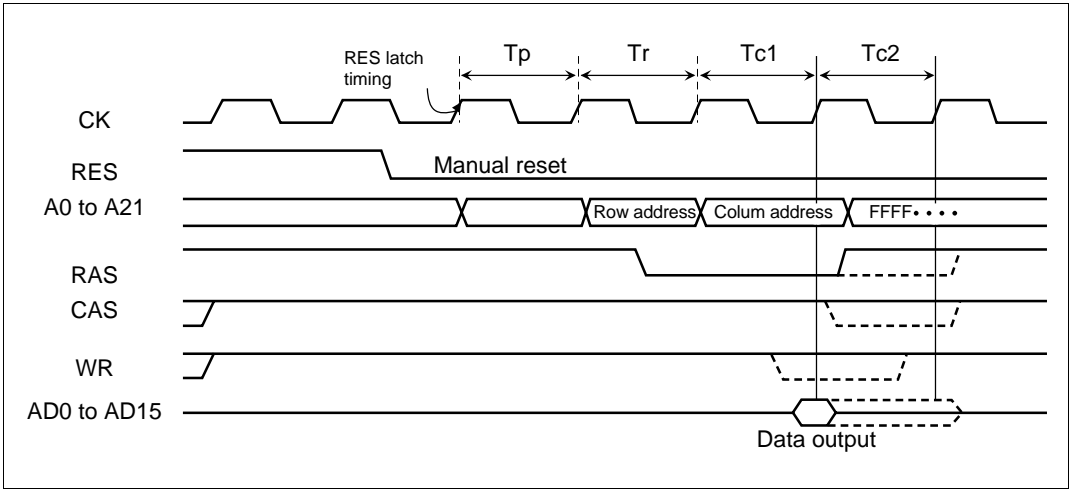 RES latch
timing
Tp
Tr
Tc1
Tc2
CK
RES
Manual reset
A0 to A21
Row address
Colum address
FFFF
RAS
CAS
WR
AD0 to AD15
Data output